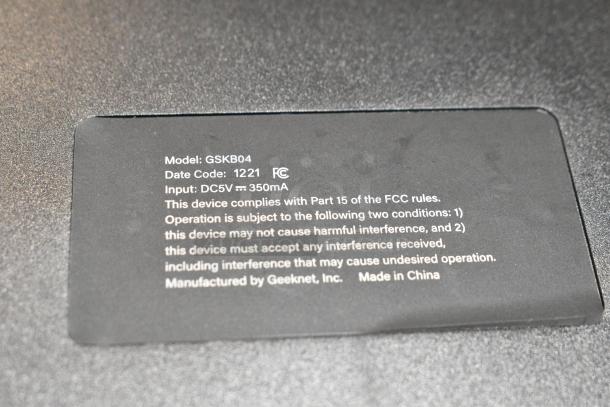 Model: GSKB04
Date Code: 1221 FC
Input: DC5V ⎓ 350mA
This device complies with Part 15 of the FCC rules.
Operation is subject to the following two conditions: 1)
this device may not cause harmful interference, and 2)
this device must accept any interference received,
including interference that may cause undesired operation.
Manufactured by Geeknet, Inc. Made in China